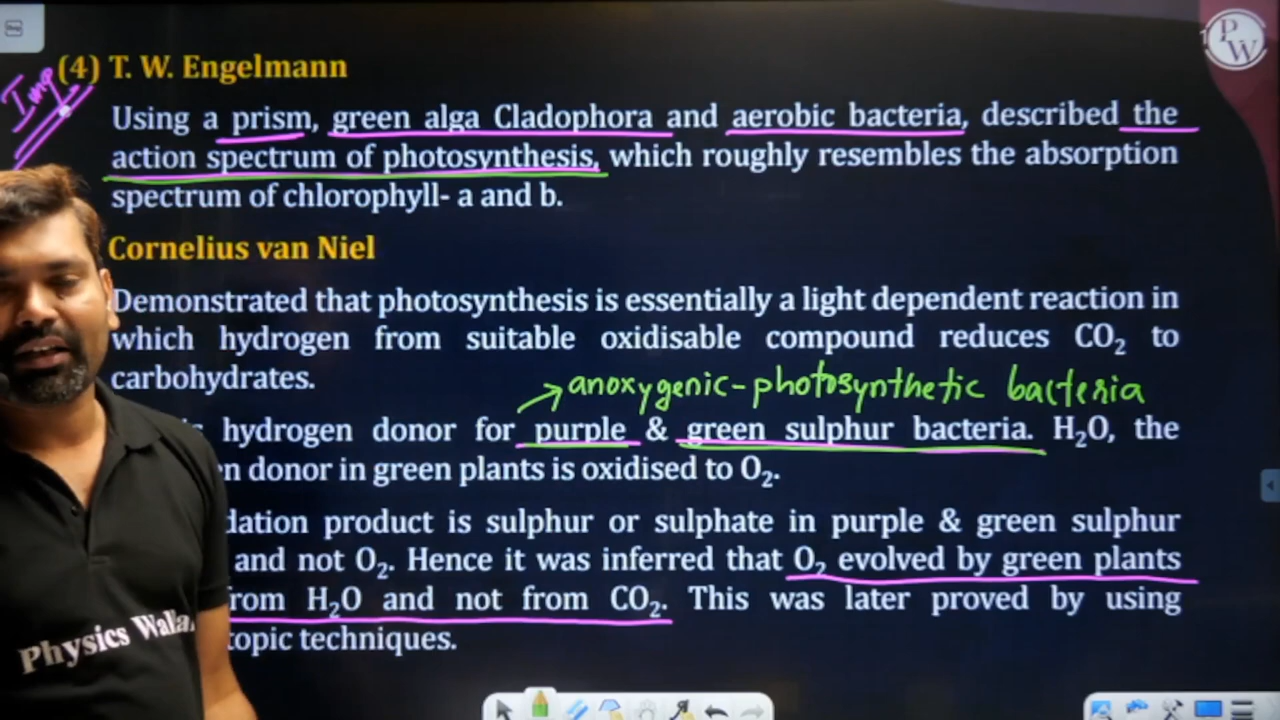 PW
Imp
(4) T. W. Engelmann
Using a prism, green alga Cladophora and aerobic bacteria, described the
action spectrum of photosynthesis, which roughly resembles the absorption
spectrum of chlorophyll- a and b.
Cornelius van Niel
Demonstrated that photosynthesis is essentially a light dependent reaction in
which hydrogen from suitable oxidisable compound reduces CO₂ to
carbohydrates.
→ anoxygenic-photosynthetic bacteria
hydrogen donor for purple & green sulphur bacteria. H₂O, the
donor in green plants is oxidised to O₂.
product is sulphur or sulphate in purple & green sulphur
and not O₂. Hence it was inferred that O₂ evolved by green plants
H₂O and not from CO₂. This was later proved by using
techniques.
Physics Walla